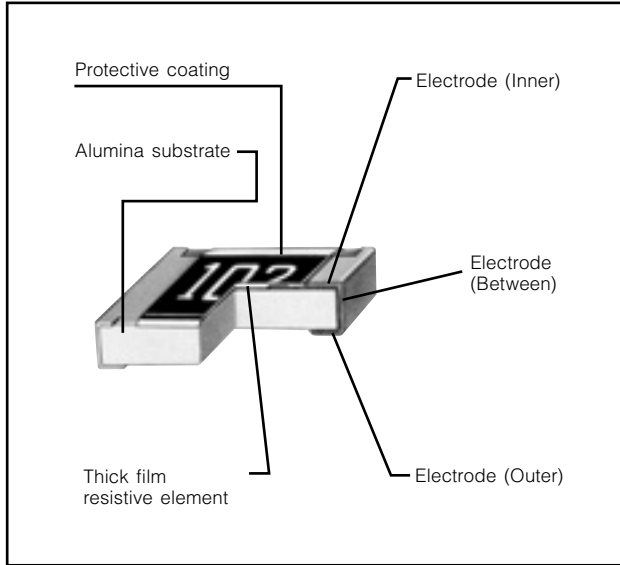 Protective coating
Electrode (Inner)
Alumina substrate
102
Electrode
(Between)
Thick film
resistive element
Electrode (Outer)